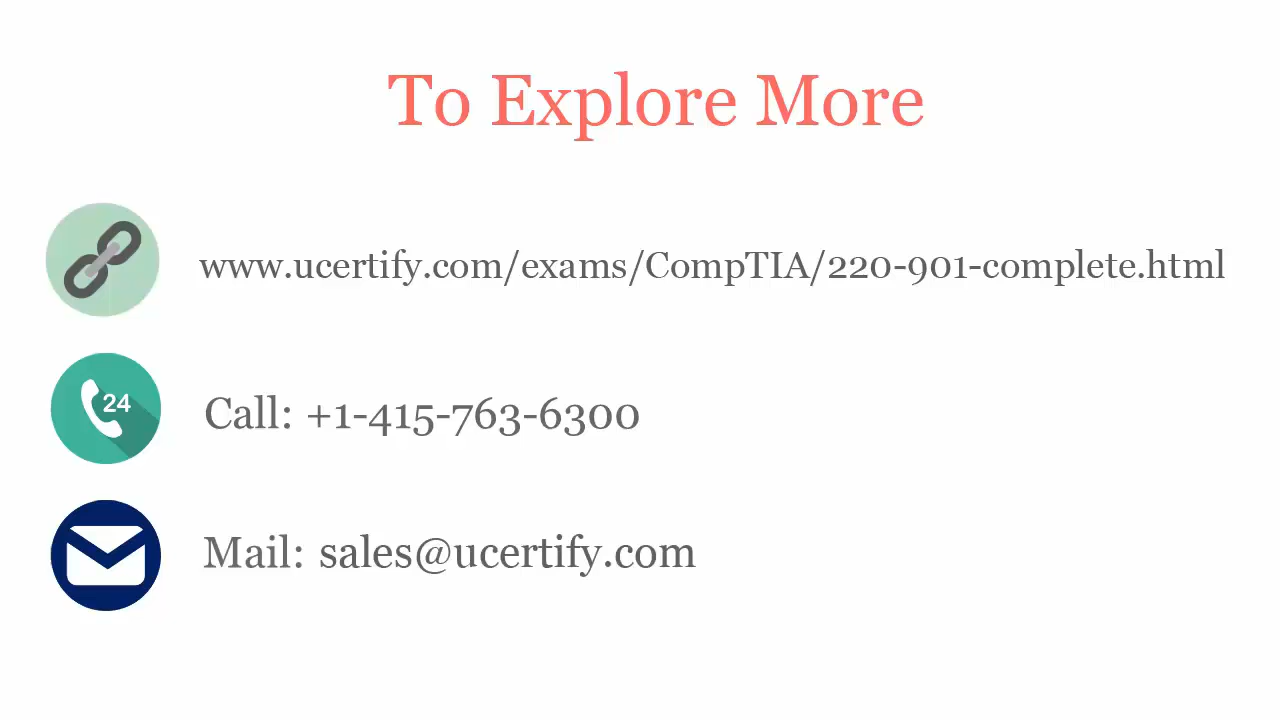 To Explore More
www.ucertify.com/exams/CompTIA/220-901-complete.html
24
Call: +1-415-763-6300
Mail: sales@ucertify.com